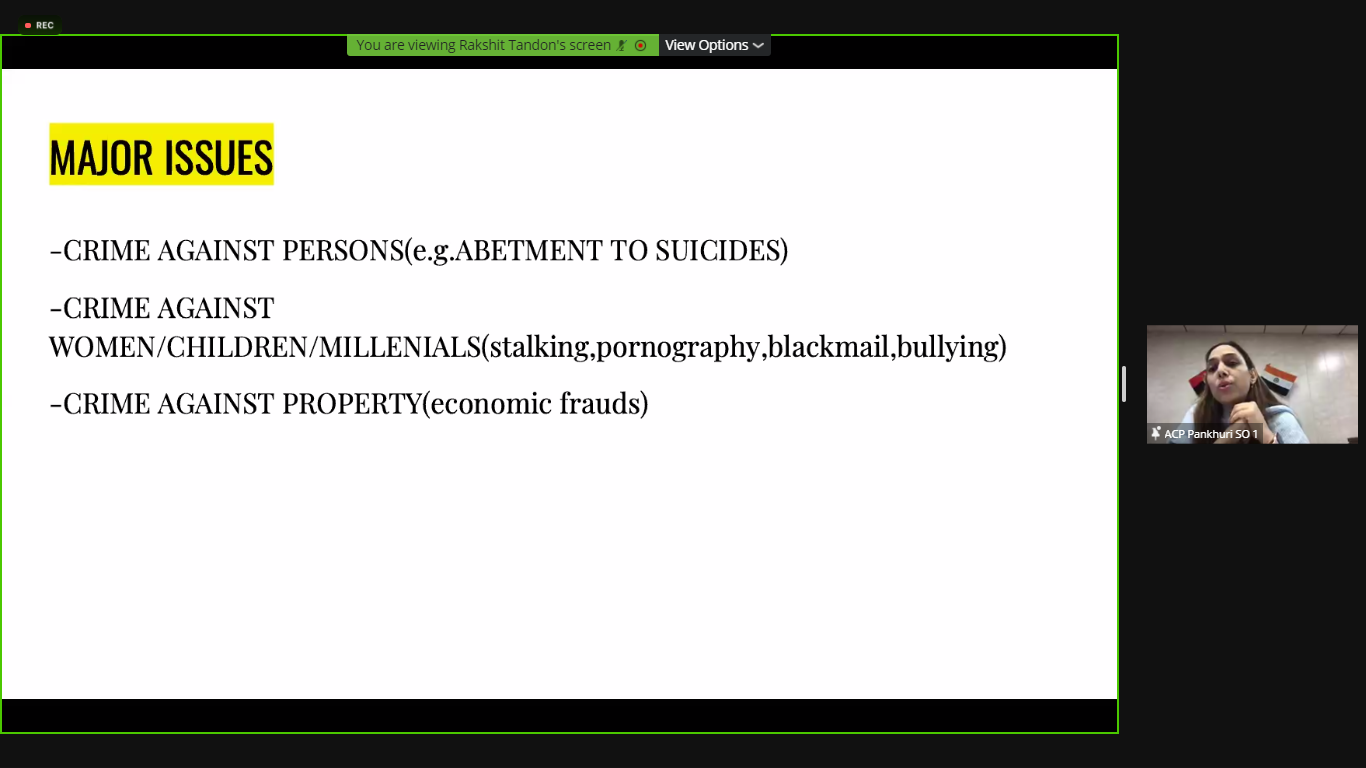 REC
You are viewing Rakshit Tandon's screen
View Options
MAJOR ISSUES
-CRIME AGAINST PERSONS(e.g.ABETMENT TO SUICIDES)
-CRIME AGAINST
WOMEN/CHILDREN/MILLENIALS(stalking,pornography,blackmail,bullying)
-CRIME AGAINST PROPERTY(economic frauds)
ACP Pankhuri SO 1